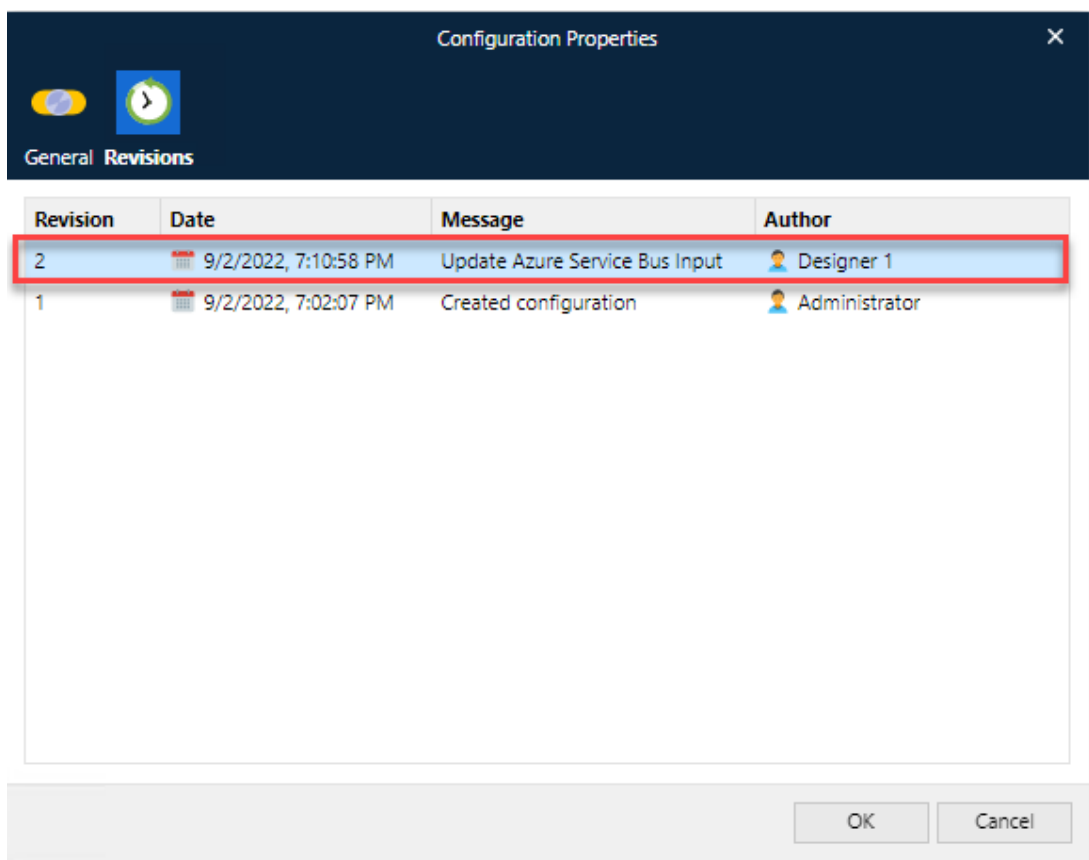 Configuration Properties
General Revisions
Revision Date Message Author
2 9/2/2022, 7:10:58 PM Update Azure Service Bus Input Designer 1
1 9/2/2022, 7:02:07 PM Created configuration Administrator
OK Cancel